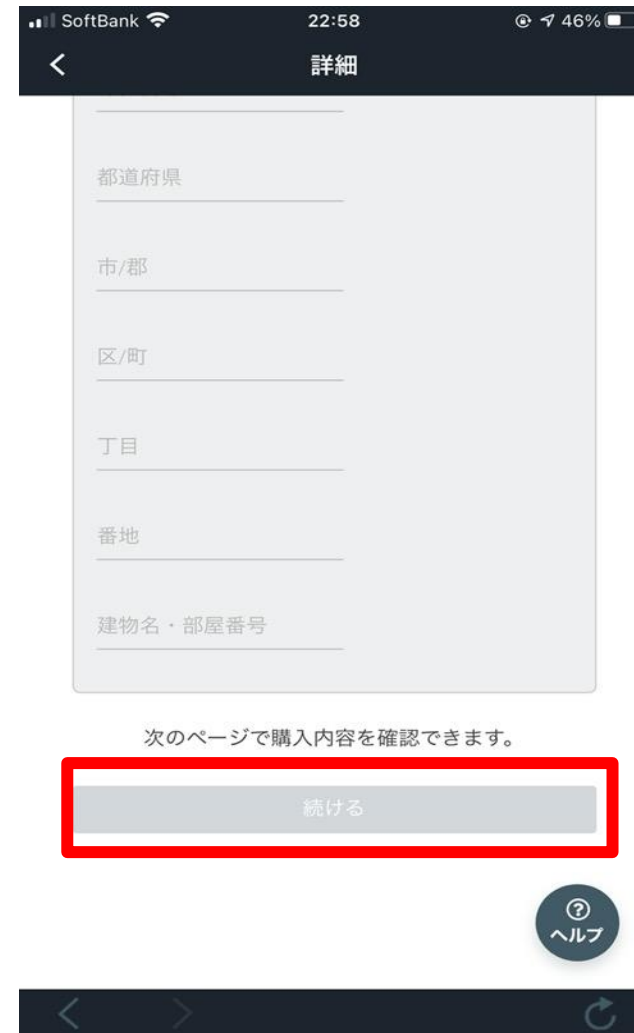 SoftBank 22:58 46%
詳細
都道府県
市/郡
区/町
丁目
番地
建物名・部屋番号
次のページで購入内容を確認できます。
続ける
?
ヘルプ